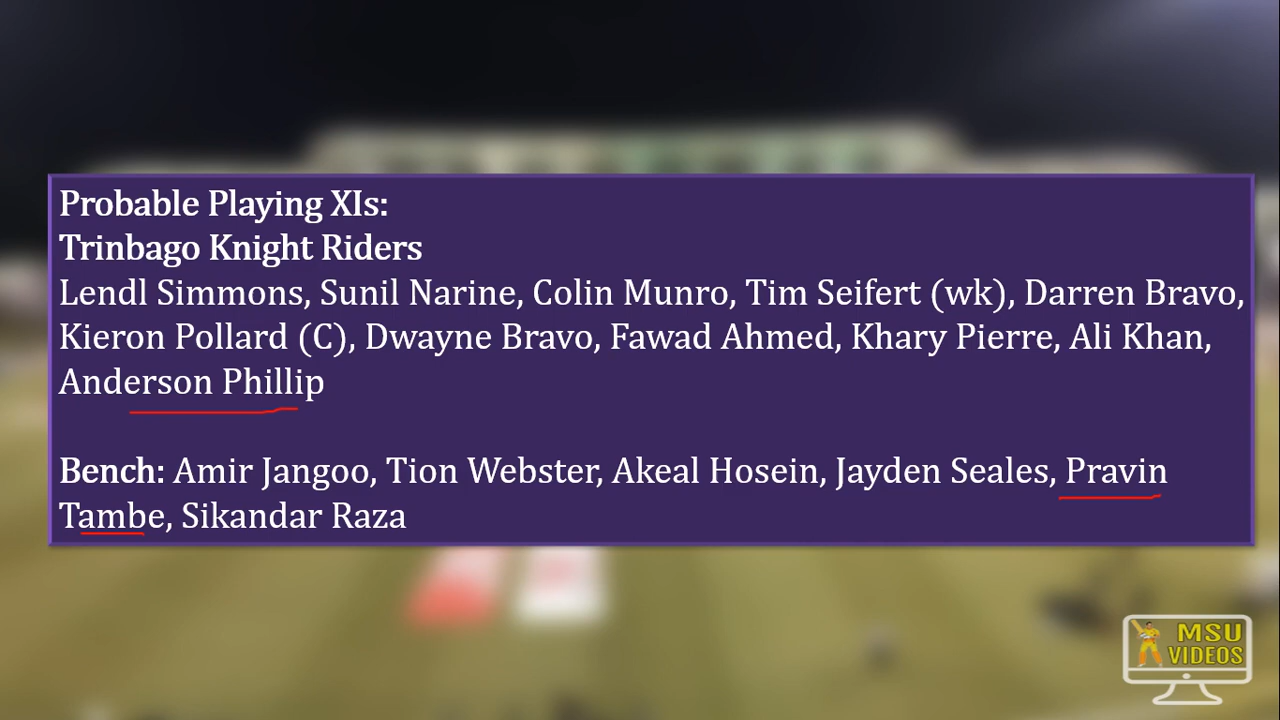 Probable Playing XIs:
Trinbago Knight Riders
Lendl Simmons, Sunil Narine, Colin Munro, Tim Seifert (wk), Darren Bravo,
Kieron Pollard (C), Dwayne Bravo, Fawad Ahmed, Khary Pierre, Ali Khan,
Anderson Phillip
Bench: Amir Jangoo, Tion Webster, Akeal Hosein, Jayden Seales, Pravin
Tambe, Sikandar Raza
MSU
VIDEOS